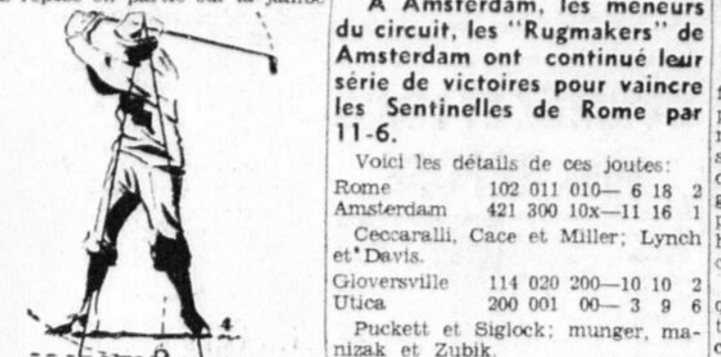 A Amsterdam, les meneurs
du circuit, les "Rugmakers" de
Amsterdam ont continué leur
série de victoires pour vaincre
les Sentinelles de Rome par
11-6.
Voici les détails de ces joutes:
Rome 102 011 010— 6 18 2
Amsterdam 421 300 10x—11 16 1
Ceccaralli, Cace et Miller; Lynch
et Davis.
Gloversville 114 020 200—10 10 2
Utica 200 001 00— 3 9 6
Puckett et Siglock; munger, ma-
nizak et Zubik.
4